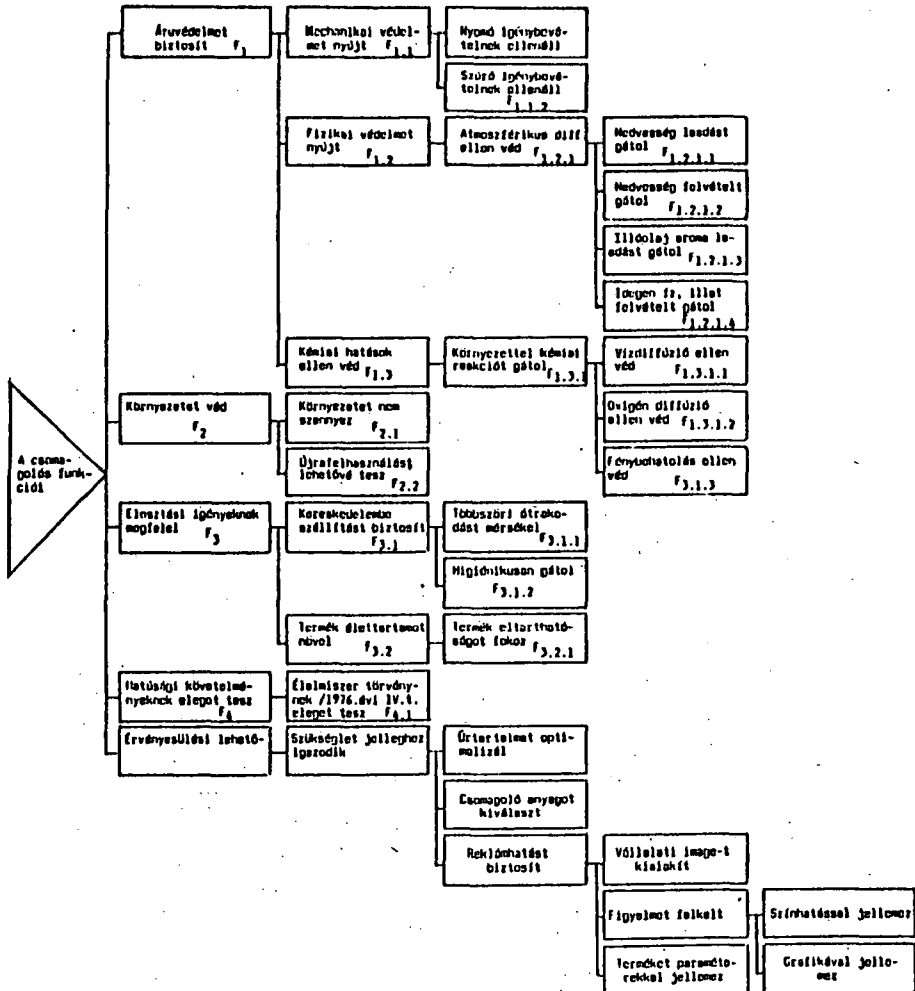 A csoma-
golás funk-
ciói
Áruvédelmet
biztosít F1
Mechanikai védel-
met nyújt F1.1
Nyomó igénybevé-
telnek ellenáll
Szúró igénybevé-
telnek ellenáll
F1.1.2
Fizikai védelmet
nyújt
F1.2
Atmoszférikus diff
ellen véd
F1.2.1
Nedvesség leadást
gátol
F1.2.1.1
Nedvesség felvételt
gátol
F1.2.1.2
Illóolaj aroma le-
adást gátol
F1.2.1.3
Idegen íz, illat
felvételt gátol
F1.2.1.4
Kémiai hatások
ellen véd
F1.3
Környezettel kémiai
reakciót gátol
F1.3.1
Vízdiffúzió ellen
véd F1.3.1.1
Oxigén diffúzió
ellen véd F1.3.1.2
Fénybehatolás ellen
véd
F3.1.3
Környezetet véd
F2
Környezetet nem
szennyez
F2.1
Újrafelhasználást
lehetővé tesz
F2.2
Elosztási igényeknek
megfelel
F3
Kereskedelembe
szállítást biztosít
F3.1
Többszöri átrako-
dást mérsékel
F3.1.1
Higiénikusan gátol
F3.1.2
Termék élettartamot
növel
F3.2
Termék eltartható-
ságot fokoz
F3.2.1
Hatósági követelmé-
nyeknek eleget tesz
F4
Élelmiszer törvény-
nek /1976.évi IV.t.
eleget tesz F4.1
Érvényesülési lehető-
Szükséglet jelleghez
igazodik
Űrtartalmat opti-
malizál
Csomagoló anyagot
kiválaszt
Reklámhatást
biztosít
Vállalati image-t
kialakít
Figyelmet felkelt
Színhatással jellemez
Grafikával jelle-
mez
Terméket paraméte-
rekkel jellemez